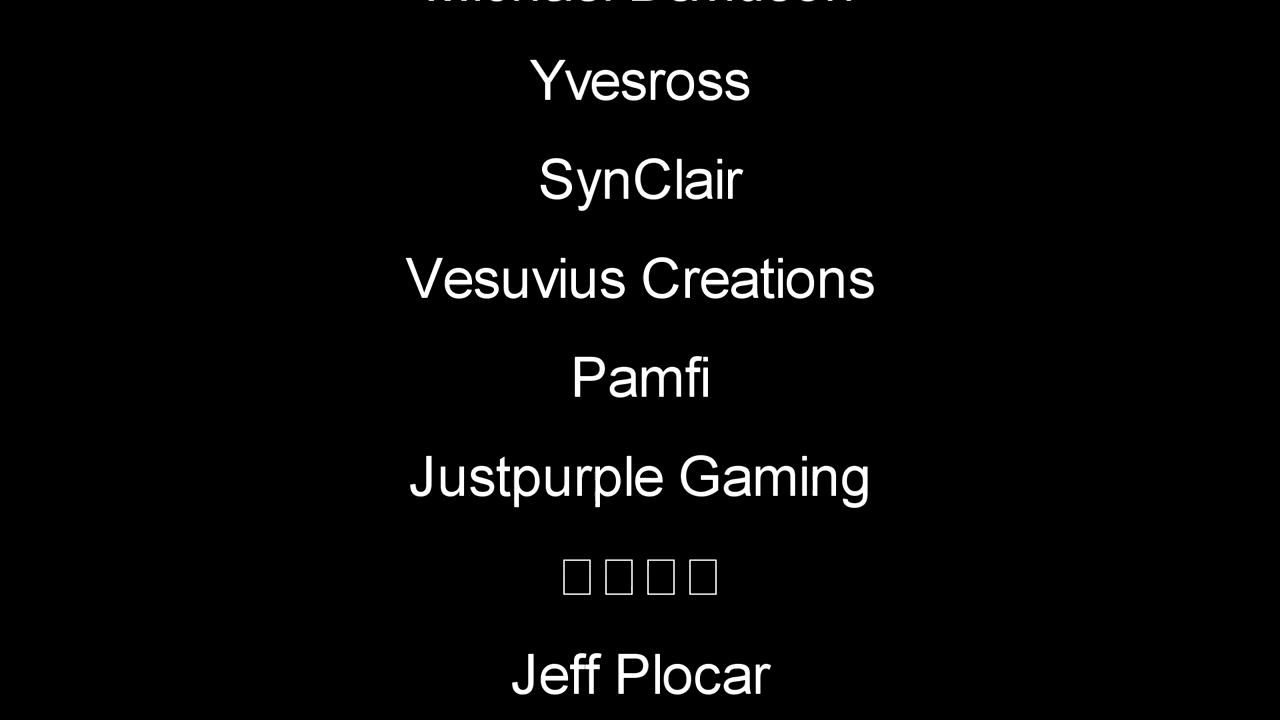 Yvesross
SynClair
Vesuvius Creations
Pamfi
Justpurple Gaming
Jeff Plocar